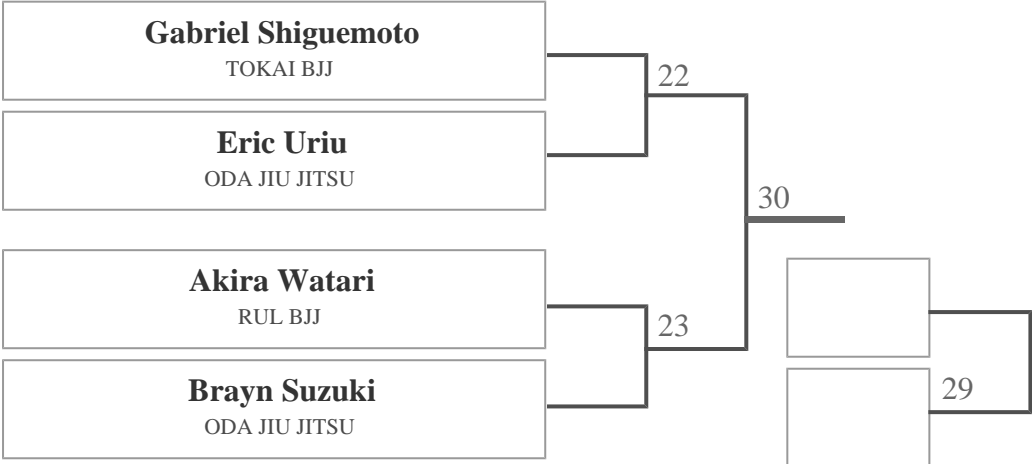 Gabriel Shiguemoto
TOKAI BJJ
22
Eric Uriu
ODA JIU JITSU
30
Akira Watari
RUL BJJ
23
Brayn Suzuki
ODA JIU JITSU
29